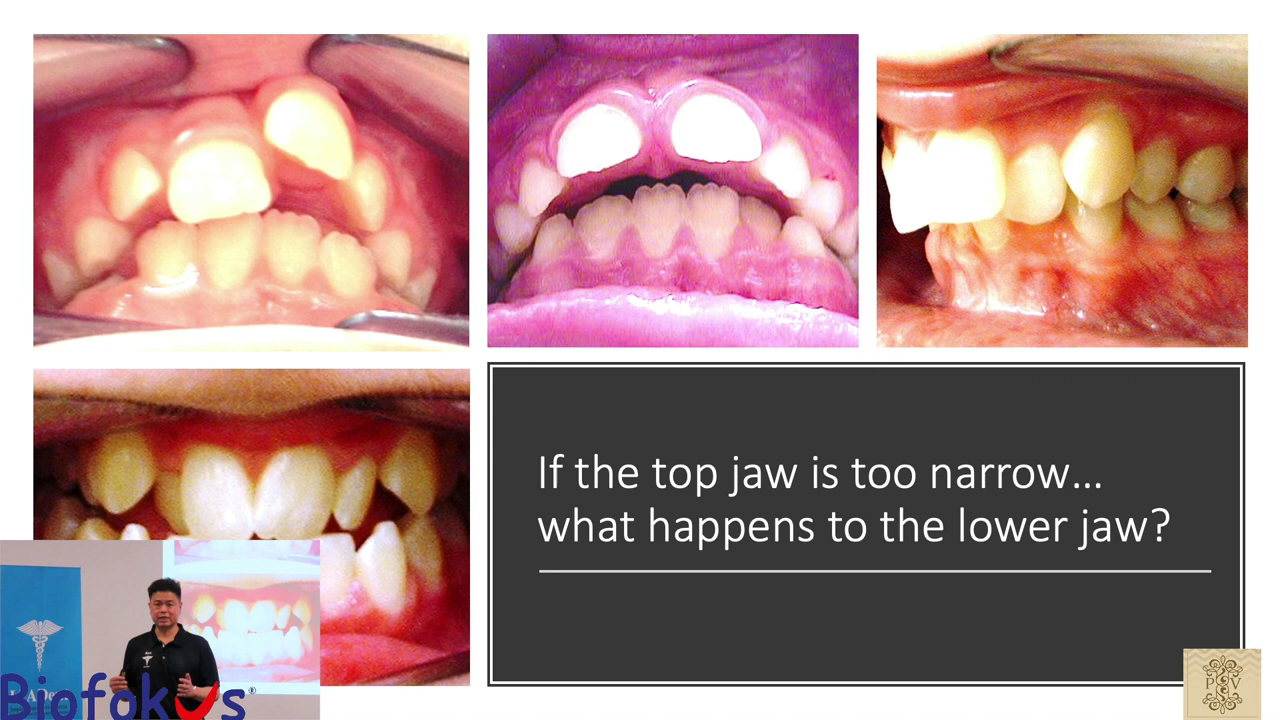 If the top jaw is too narrow...
what happens to the lower jaw?
Biofokus®
P V